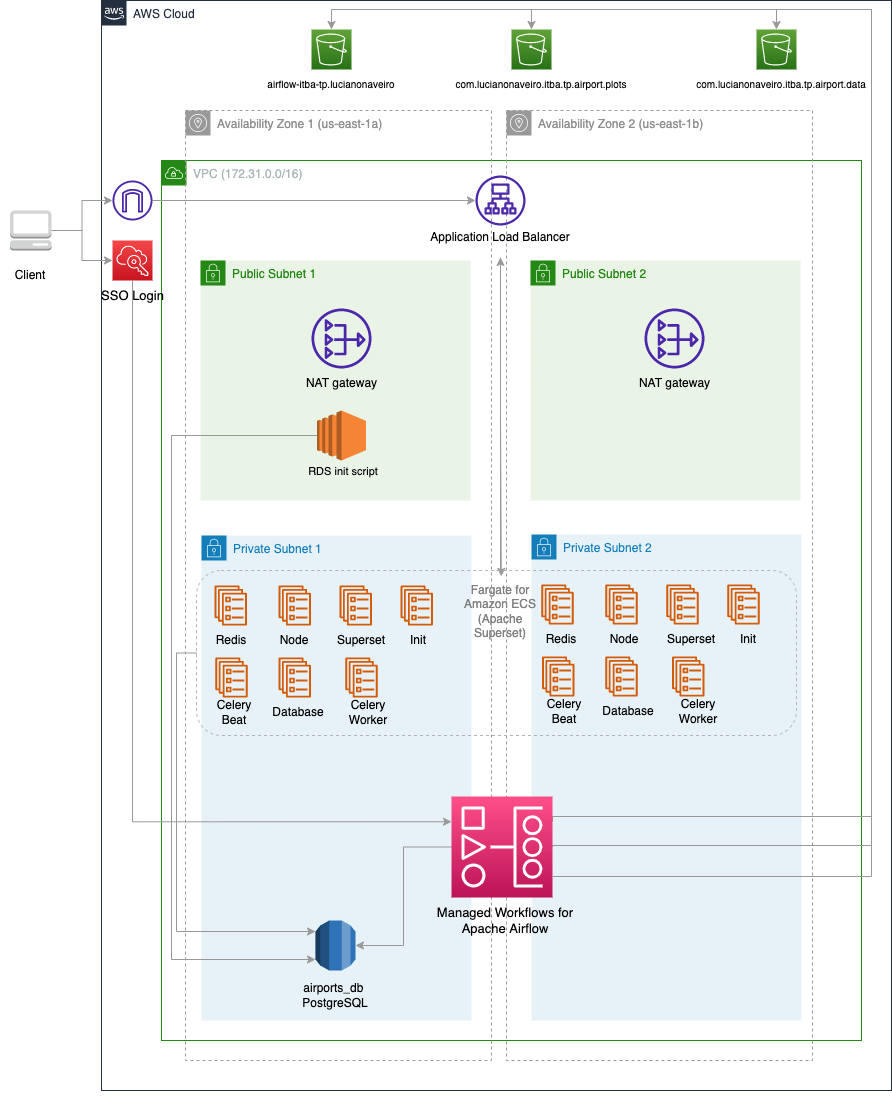 aws
AWS Cloud
airflow-itba-tp.lucianonaveiro
com.lucianonaveiro.itba.tp.airport.plots
com.lucianonaveiro.itba.tp.airport.data
Availability Zone 1 (us-east-1a)
Availability Zone 2 (us-east-1b)
VPC (172.31.0.0/16)
Client
SSO Login
Application Load Balancer
Public Subnet 1
Public Subnet 2
NAT gateway
NAT gateway
RDS init script
Private Subnet 1
Private Subnet 2
Fargate for
Amazon ECS
(Apache
Superset)
Redis
Node
Superset
Init
Celery
Beat
Database
Celery
Worker
Redis
Node
Superset
Init
Celery
Beat
Database
Celery
Worker
Managed Workflows for
Apache Airflow
airports_db
PostgreSQL